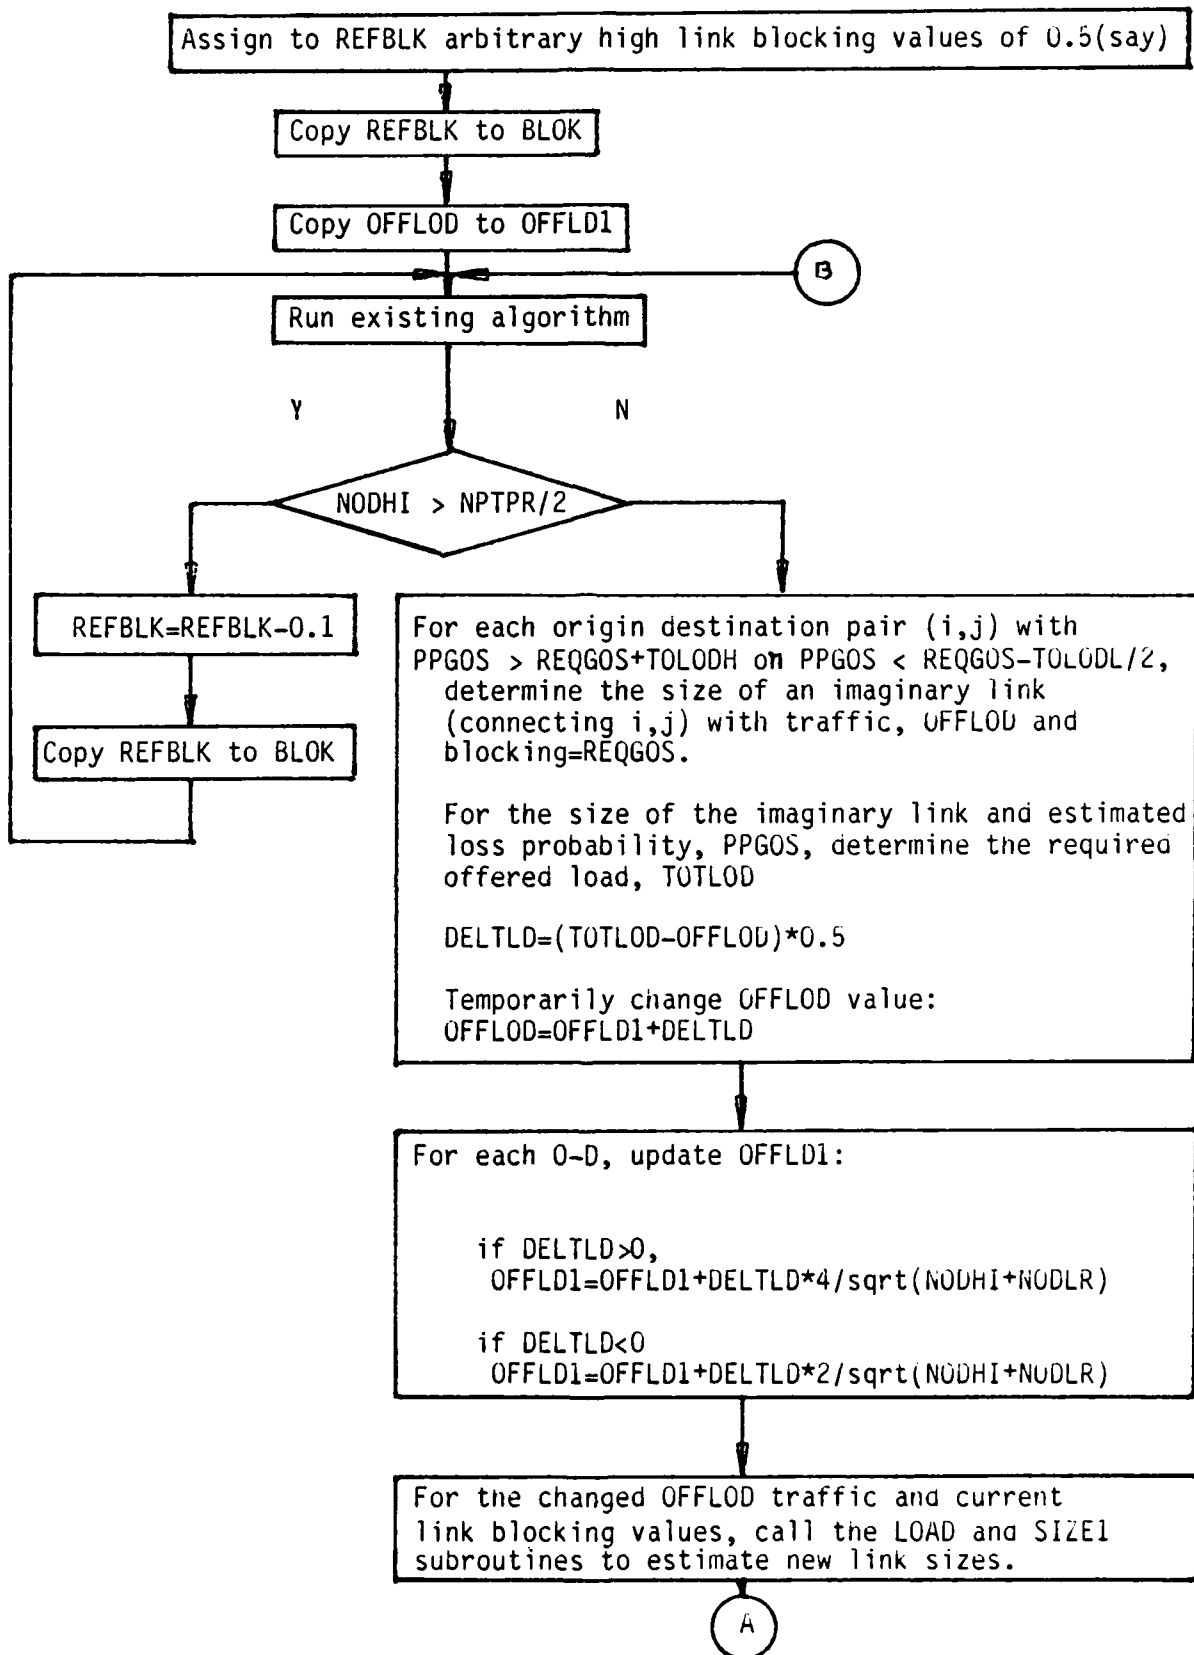 Assign to REFBLK arbitrary high link blocking values of 0.5(say)
Copy REFBLK to BLOK
Copy OFFLOD to OFFLD1
B
Run existing algorithm
Y
N
NODHI > NPTPR/2
REFBLK=REFBLK-0.1
Copy REFBLK to BLOK
For each origin destination pair (i,j) with
PPGOS > REQGOS+TOLODH on PPGOS < REQGOS-TOLODL/2,
determine the size of an imaginary link
(connecting i,j) with traffic, OFFLOD and
blocking=REQGOS.
For the size of the imaginary link and estimated
loss probability, PPGOS, determine the required
offered load, TOTLOD
DELTLD=(TOTLOD-OFFLOD)*0.5
Temporarily change OFFLOD value:
OFFLOD=OFFLD1+DELTLD
For each O-D, update OFFLD1:
if DELTLD>0,
OFFLD1=OFFLD1+DELTLD*4/sqrt(NODHI+NODLR)
if DELTLD<0
OFFLD1=OFFLD1+DELTLD*2/sqrt(NODHI+NODLR)
For the changed OFFLOD traffic and current
link blocking values, call the LOAD and SIZE1
subroutines to estimate new link sizes.
A